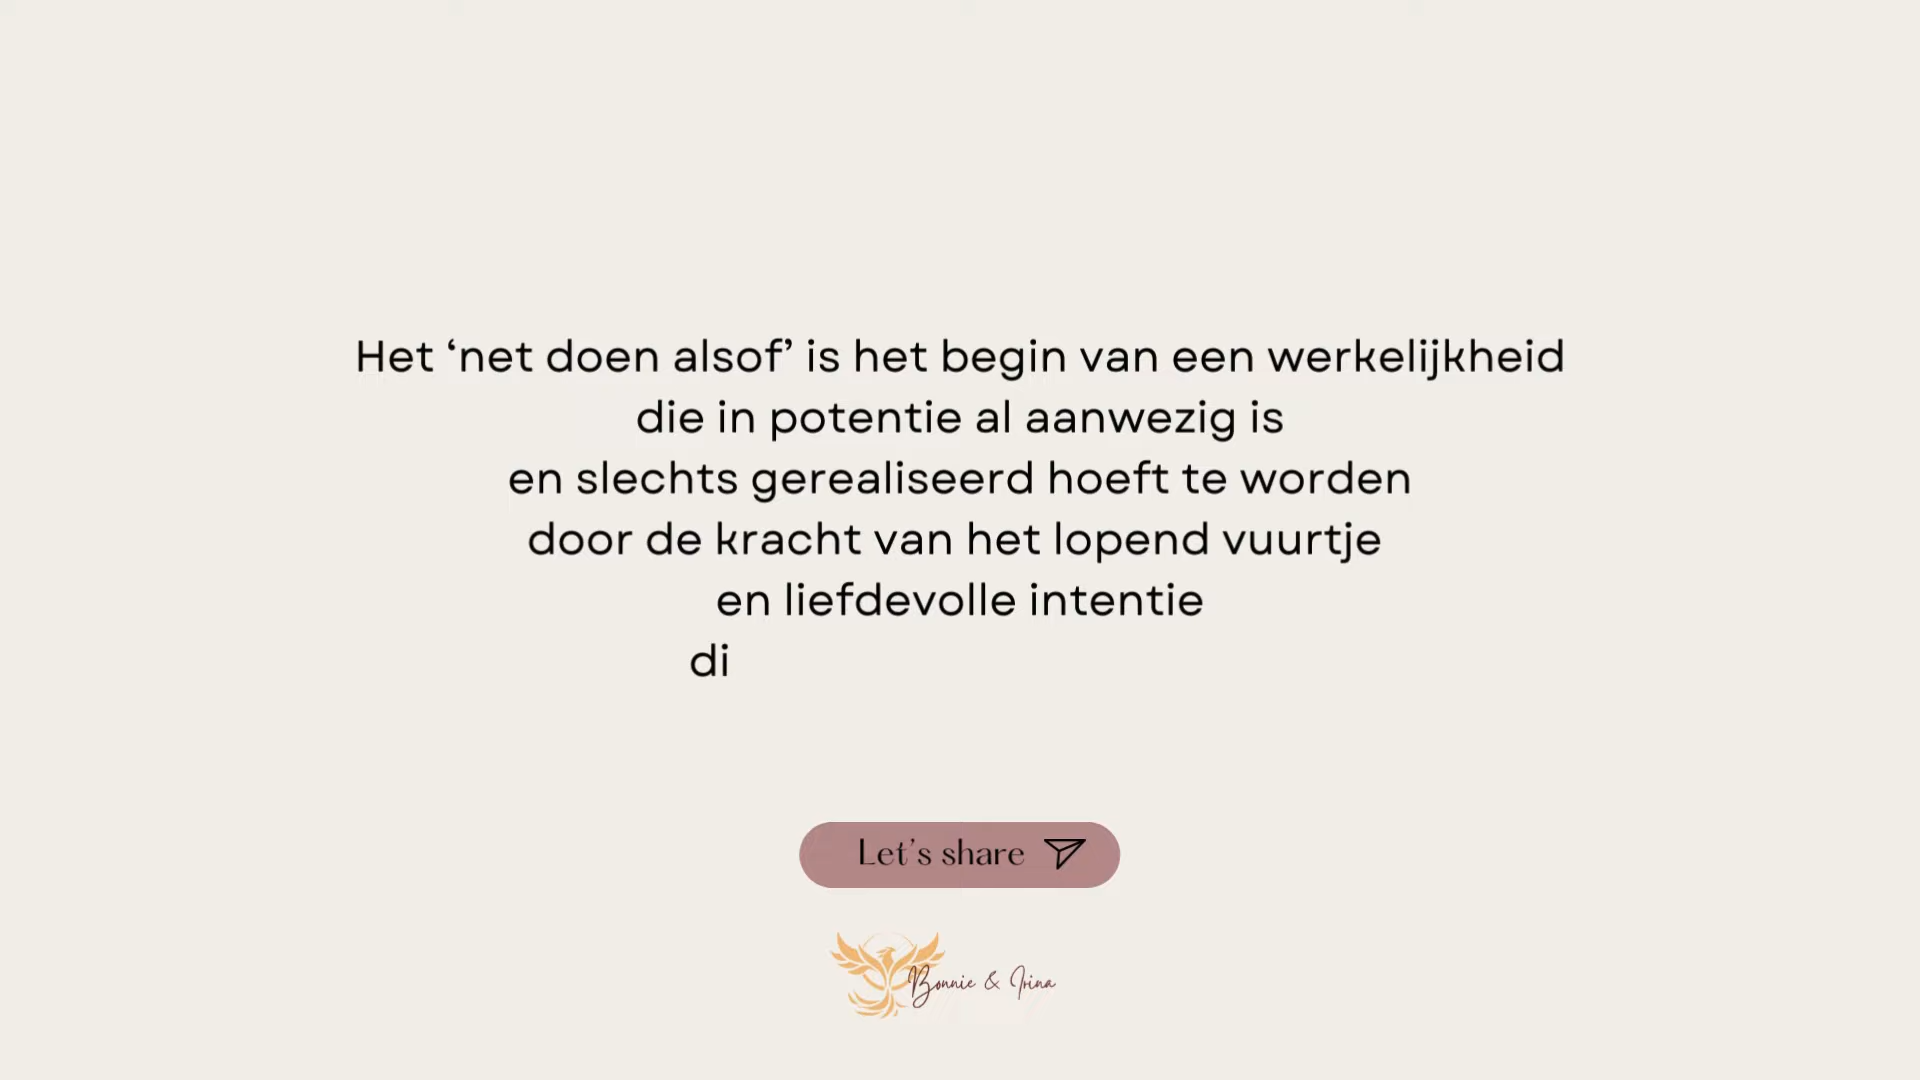 Het ‘net doen alsof’ is het begin van een werkelijkheid
die in potentie al aanwezig is
en slechts gerealiseerd hoeft te worden
door de kracht van het lopend vuurtje
en liefdevolle intentie
di
Let’s share
Bonnie & Irina